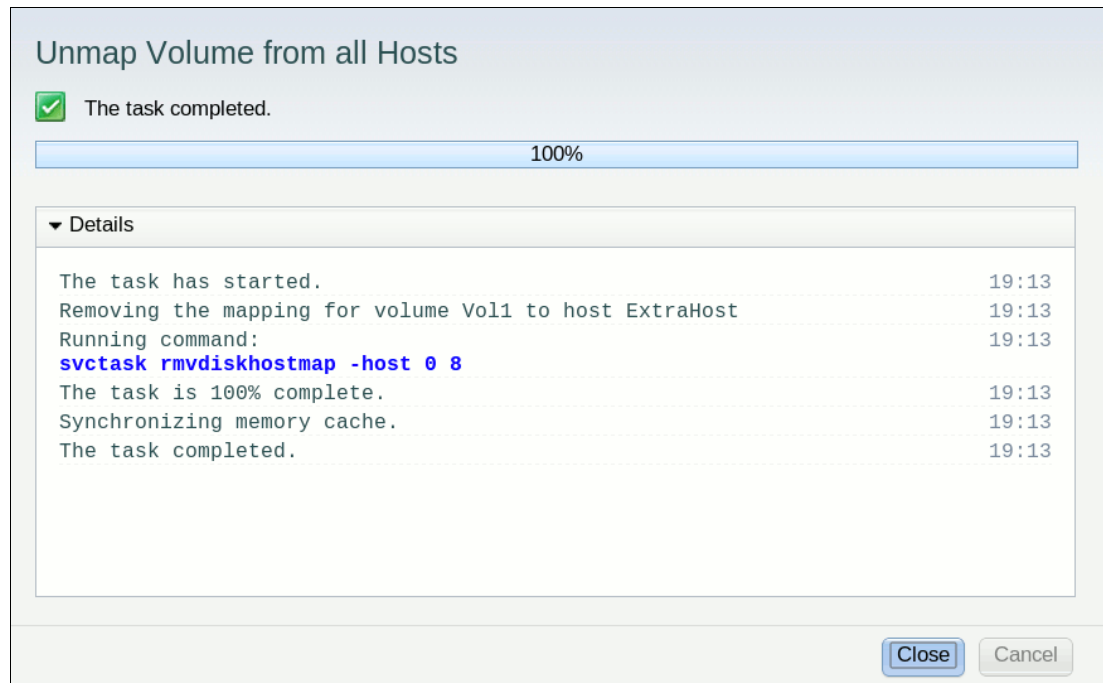 Unmap Volume from all Hosts
The task completed.
100%
Details
The task has started. 19:13
Removing the mapping for volume Vol1 to host ExtraHost 19:13
Running command: 19:13
svctask rmvdiskhostmap -host 0 8
The task is 100% complete. 19:13
Synchronizing memory cache. 19:13
The task completed. 19:13
Close Cancel